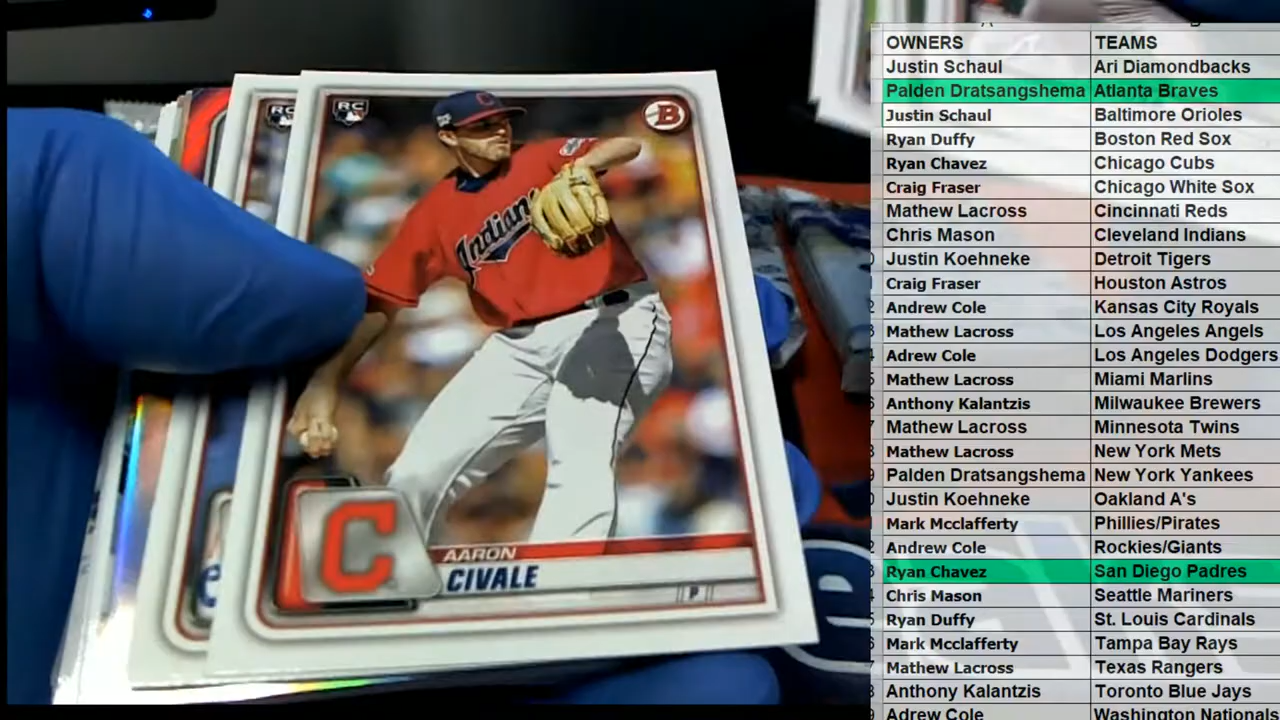 RC
RC
B
C
Indians
C
AARON
CIVALE
P
OWNERS TEAMS
Justin Schaul Ari Diamondbacks
Palden Dratsangshema Atlanta Braves
Justin Schaul Baltimore Orioles
Ryan Duffy Boston Red Sox
Ryan Chavez Chicago Cubs
Craig Fraser Chicago White Sox
Mathew Lacross Cincinnati Reds
Chris Mason Cleveland Indians
Justin Koehneke Detroit Tigers
Craig Fraser Houston Astros
Andrew Cole Kansas City Royals
Mathew Lacross Los Angeles Angels
Adrew Cole Los Angeles Dodgers
Mathew Lacross Miami Marlins
Anthony Kalantzis Milwaukee Brewers
Mathew Lacross Minnesota Twins
Mathew Lacross New York Mets
Palden Dratsangshema New York Yankees
Justin Koehneke Oakland A's
Mark Mcclafferty Phillies/Pirates
Andrew Cole Rockies/Giants
Ryan Chavez San Diego Padres
Chris Mason Seattle Mariners
Ryan Duffy St. Louis Cardinals
Mark Mcclafferty Tampa Bay Rays
Mathew Lacross Texas Rangers
Anthony Kalantzis Toronto Blue Jays
Adrew Cole Washington Nationals